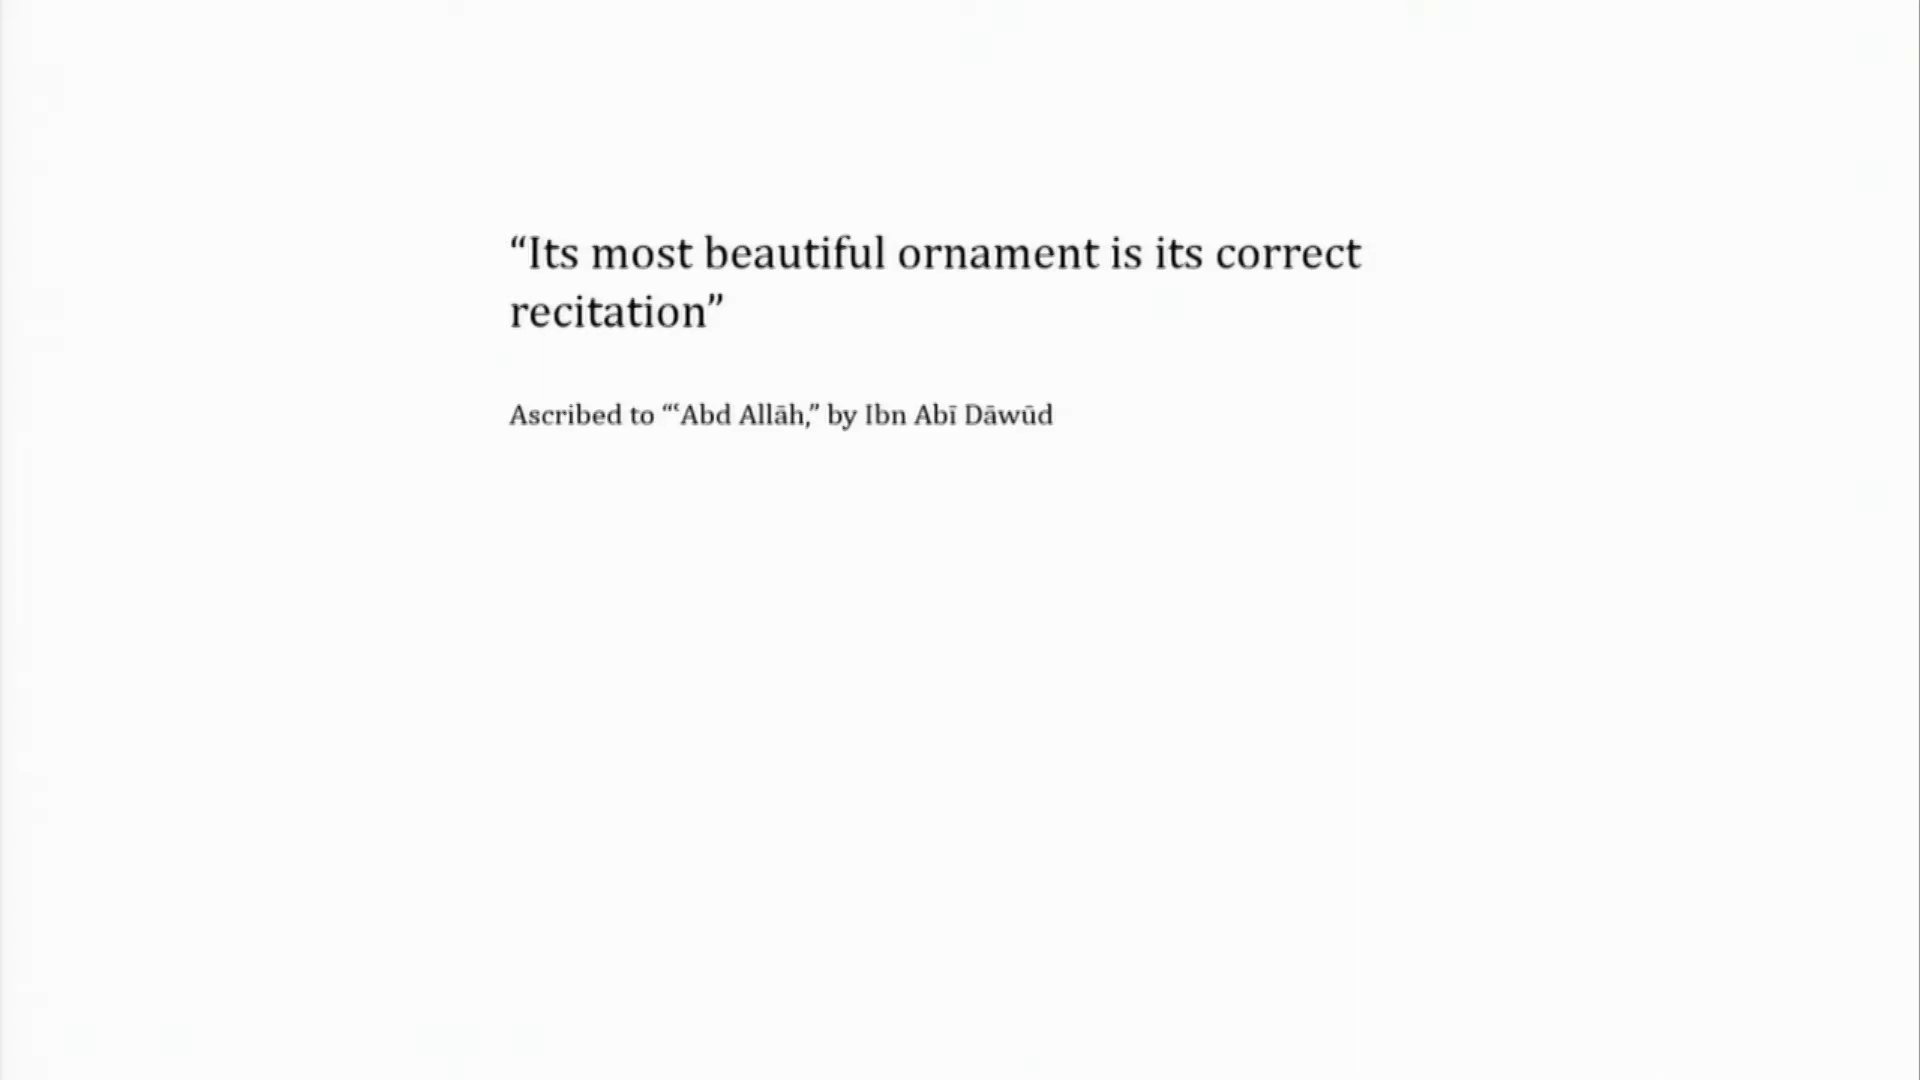 “Its most beautiful ornament is its correct
recitation”
Ascribed to “‘Abd Allāh,” by Ibn Abī Dāwūd